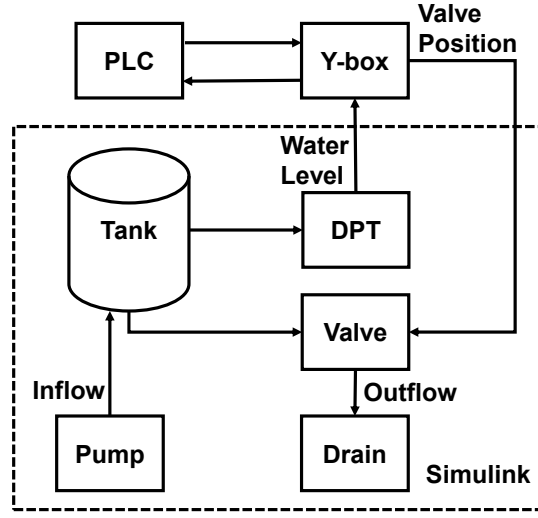 Valve
Position
PLC
Y-box
Water
Level
Tank
DPT
Valve
Inflow
Outflow
Pump
Drain
Simulink